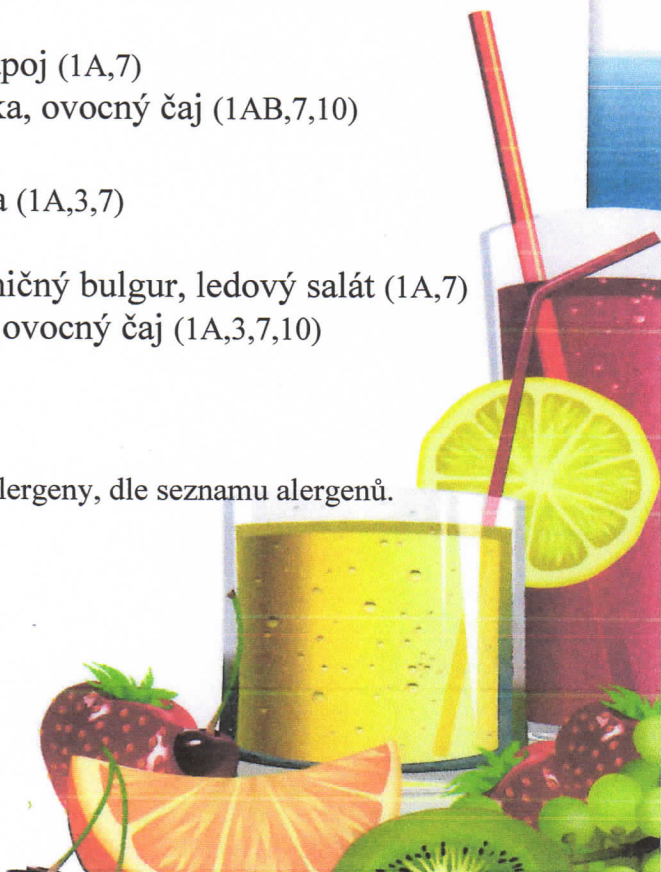 poj (1A,7)
ka, ovocný čaj (1AB,7,10)
a (1A,3,7)
ničný bulgur, ledový salát (1A,7)
ovocný čaj (1A,3,7,10)
lergeny, dle seznamu alergenů.